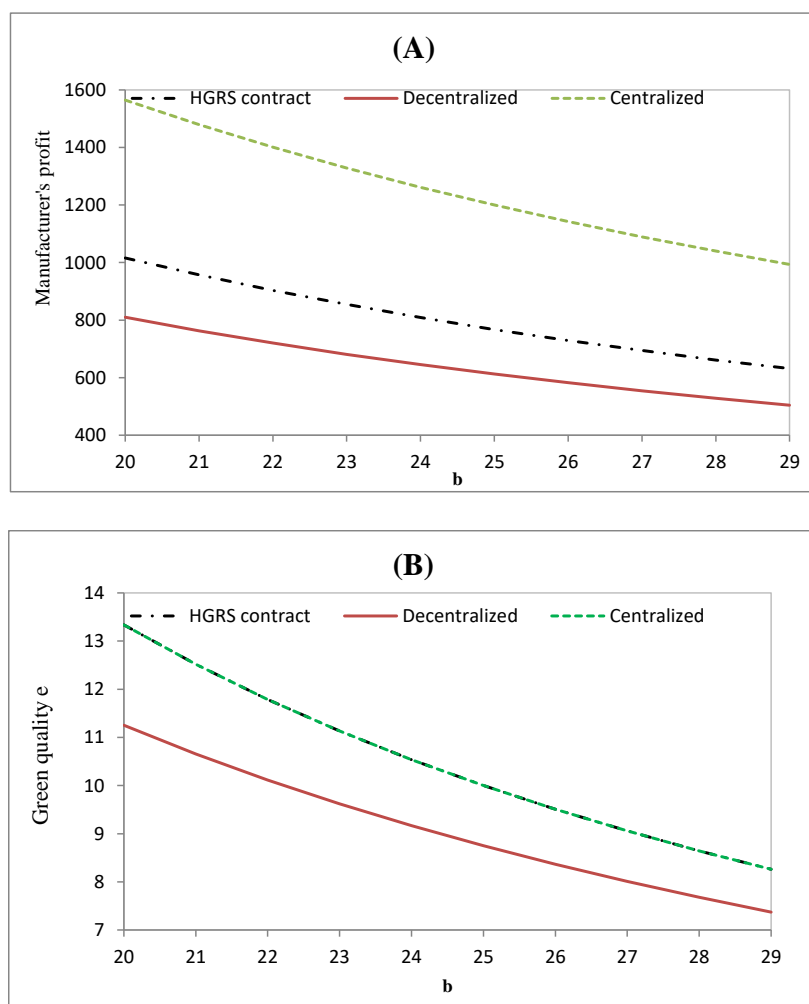 (A)
HGRS contract Decentralized Centralized
1600
1400
1200
1000
800
600
400
Manufacturer's profit
20 21 22 23 24 25 26 27 28 29
b
(B)
HGRS contract Decentralized Centralized
14
13
12
11
10
9
8
7
Green quality e
20 21 22 23 24 25 26 27 28 29
b